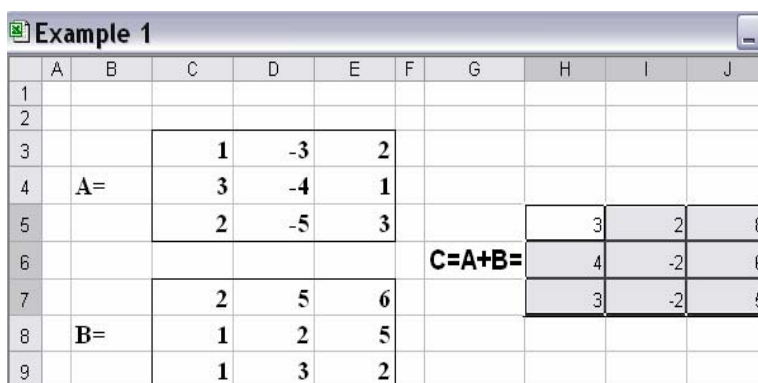 Example 1
A B C D E F G H I J
1
2
3 1 -3 2
4 A= 3 -4 1
5 2 -5 3 3 2
6 C=A+B= 4 -2
7 2 5 6 3 -2
8 B= 1 2 5
9 1 3 2